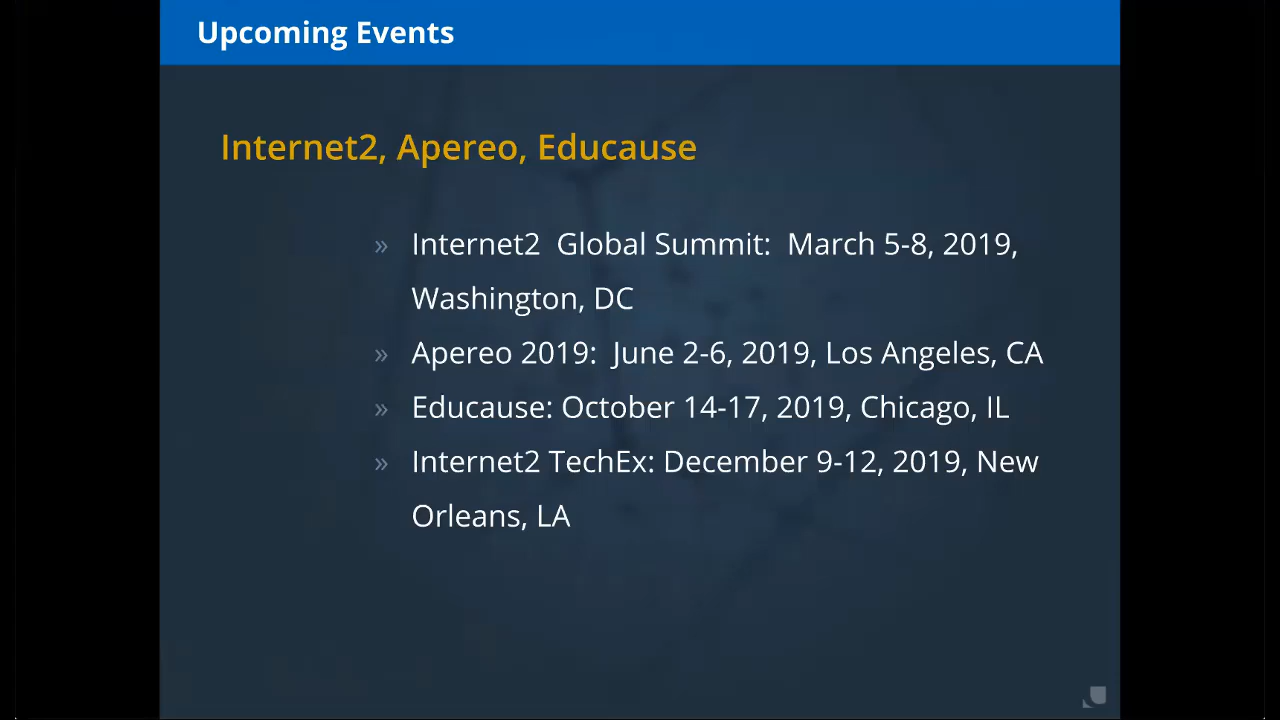 Upcoming Events
Internet2, Apereo, Educause
» Internet2  Global Summit:  March 5-8, 2019,
Washington, DC
» Apereo 2019:  June 2-6, 2019, Los Angeles, CA
» Educause: October 14-17, 2019, Chicago, IL
» Internet2 TechEx: December 9-12, 2019, New
Orleans, LA